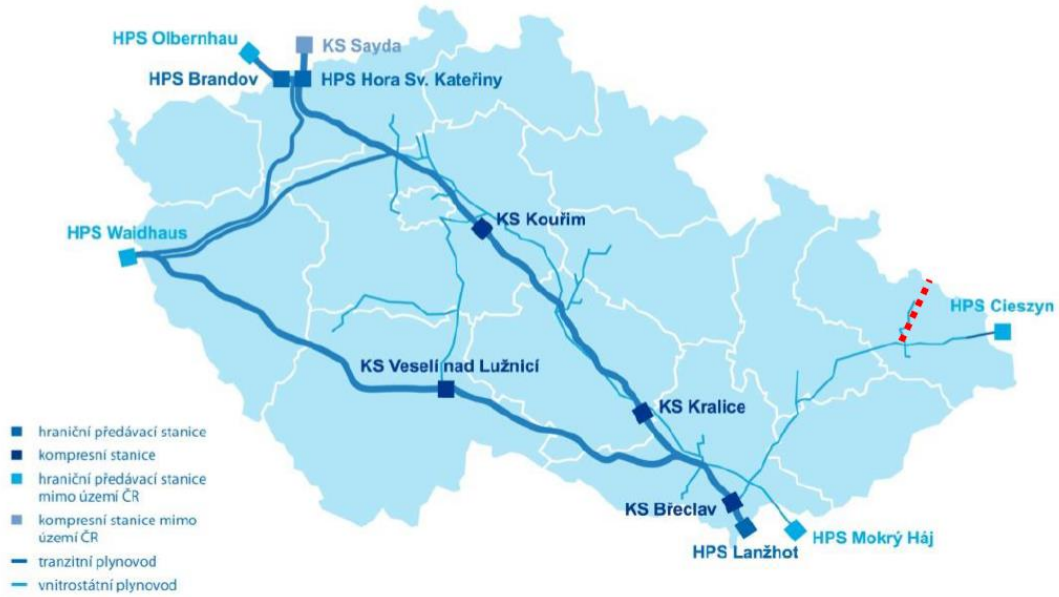 HPS Olbernhau
KS Sayda
HPS Brandov
HPS Hora Sv. Kateřiny
KS Kouřim
HPS Waidhaus
HPS Cieszyn
KS Veselí nad Lužnicí
KS Kralice
KS Břeclav
HPS Lanžhot
HPS Mokrý Háj
hraniční předávací stanice
kompresní stanice
hraniční předávací stanice
mimo území ČR
kompresní stanice mimo
území ČR
tranzitní plynovod
vnitrostátní plynovod